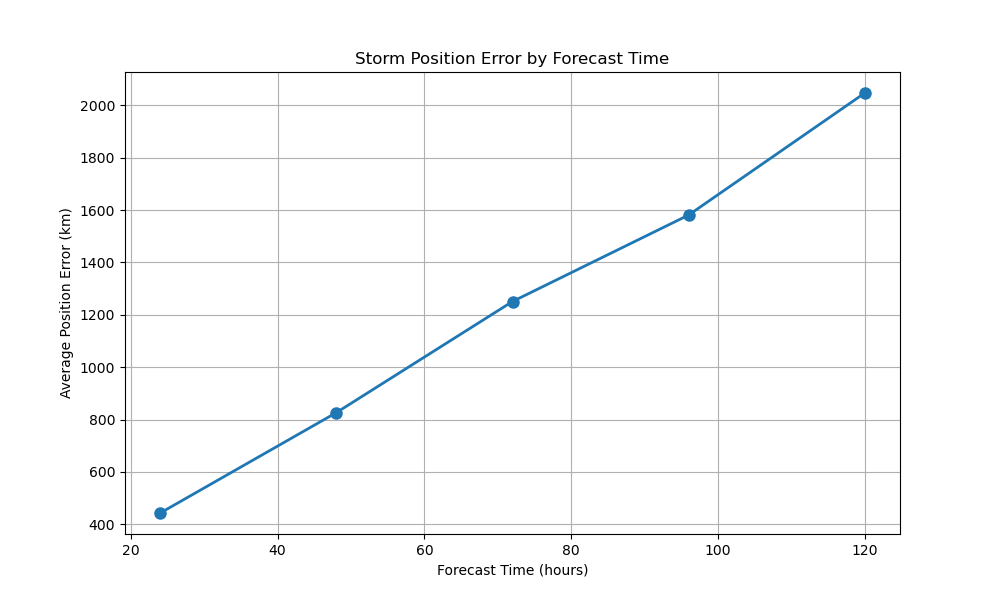 Storm Position Error by Forecast Time
Average Position Error (km)
2000
1800
1600
1400
1200
1000
800
600
400
20 40 60 80 100 120
Forecast Time (hours)